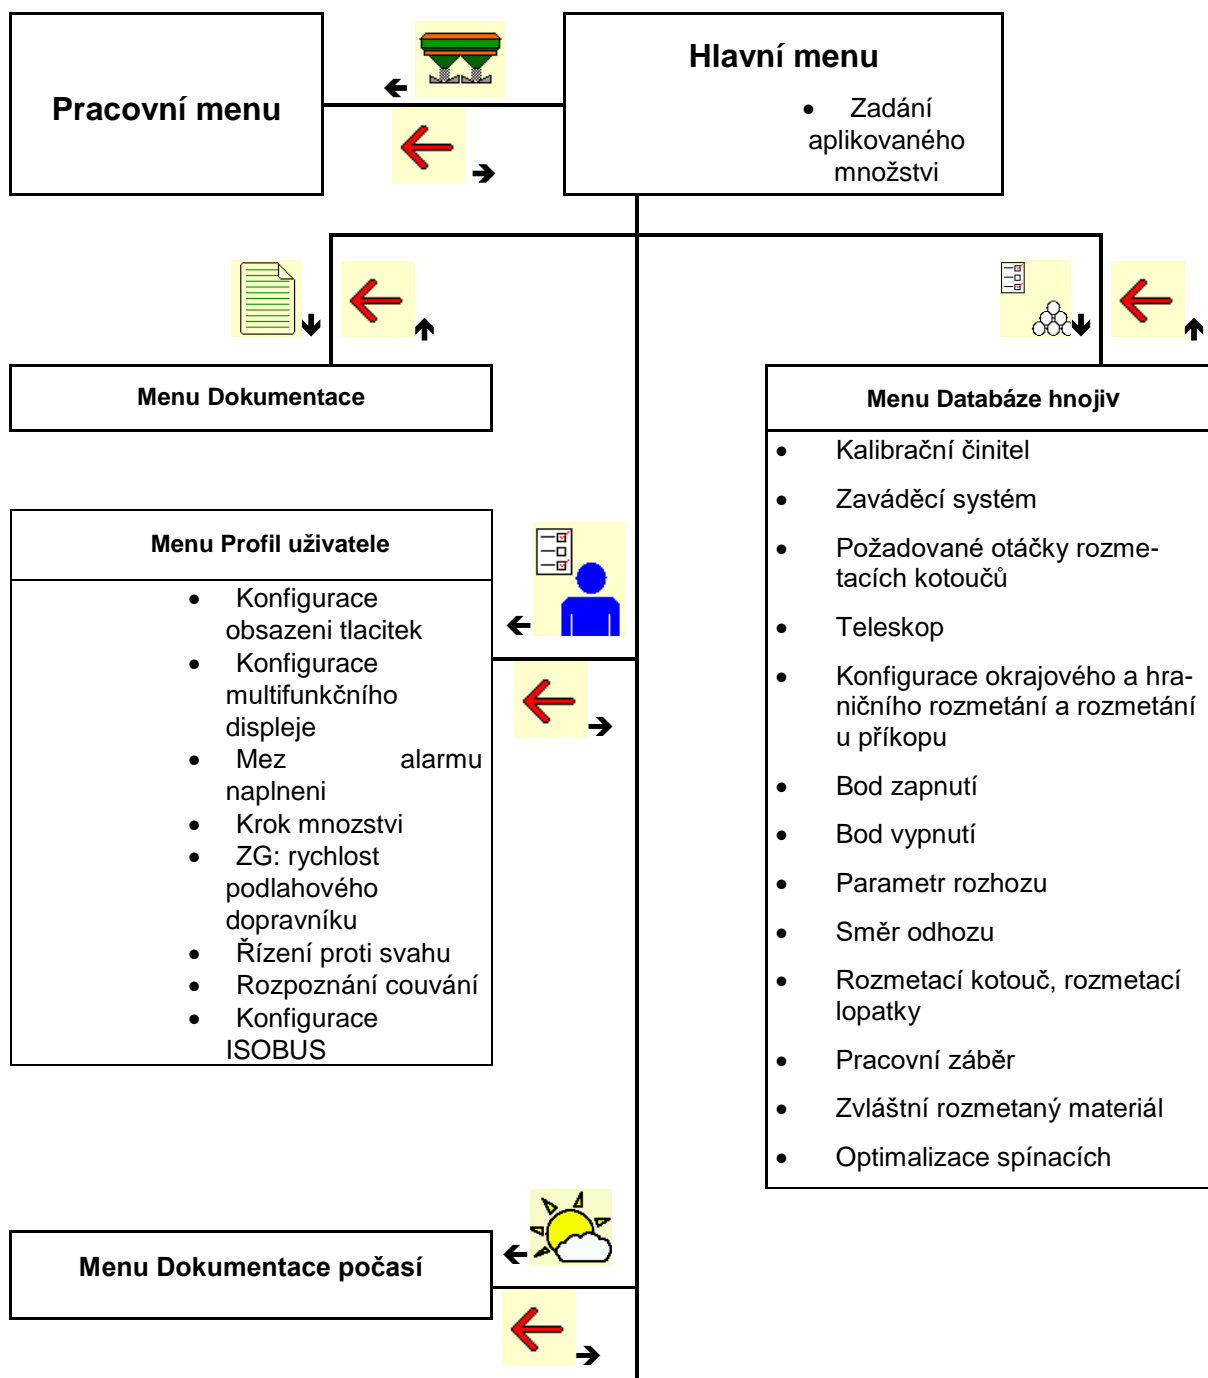 Pracovní menu
Hlavní menu
• Zadání
aplikovaného
množstvi
Menu Dokumentace
Menu Profil uživatele
• Konfigurace
obsazeni tlacitek
• Konfigurace
multifunkčního
displeje
• Mez alarmu
naplneni
• Krok mnozstvi
• ZG: rychlost
podlahového
dopravníku
• Řízení proti svahu
• Rozpoznání couvání
• Konfigurace
ISOBUS
Menu Dokumentace počasí
Menu Databáze hnojiv
• Kalibrační činitel
• Zaváděcí systém
• Požadované otáčky rozme-
tacích kotoučů
• Teleskop
• Konfigurace okrajového a hra-
ničního rozmetání a rozmetání
u příkopu
• Bod zapnutí
• Bod vypnutí
• Parametr rozhozu
• Směr odhozu
• Rozmetací kotouč, rozmetací
lopatky
• Pracovní záběr
• Zvláštní rozmetaný materiál
• Optimalizace spínacích